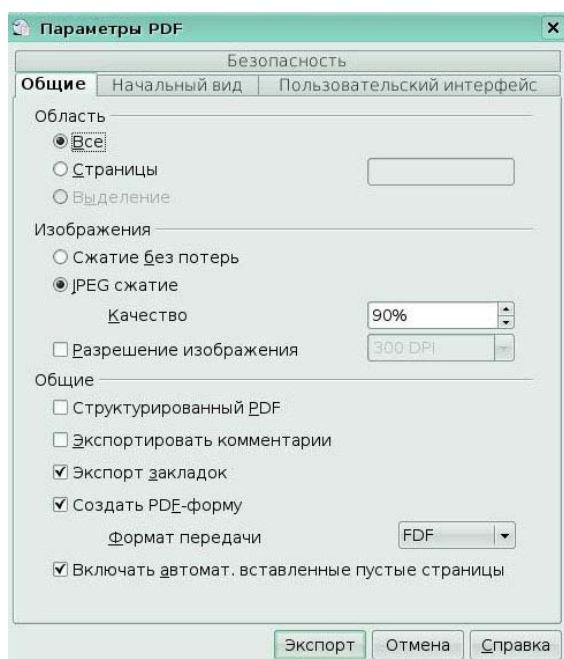 Параметры PDF
Безопасность
Общие Начальный вид Пользовательский интерфейс
Область
Все
Страницы
Выделение
Изображения
Сжатие без потерь
JPEG сжатие
Качество 90%
Разрешение изображения 300 DPI
Общие
Структурированный PDF
Экспортировать комментарии
Экспорт закладок
Создать PDF-форму
Формат передачи FDF
Включать автомат. вставленные пустые страницы
Экспорт Отмена Справка